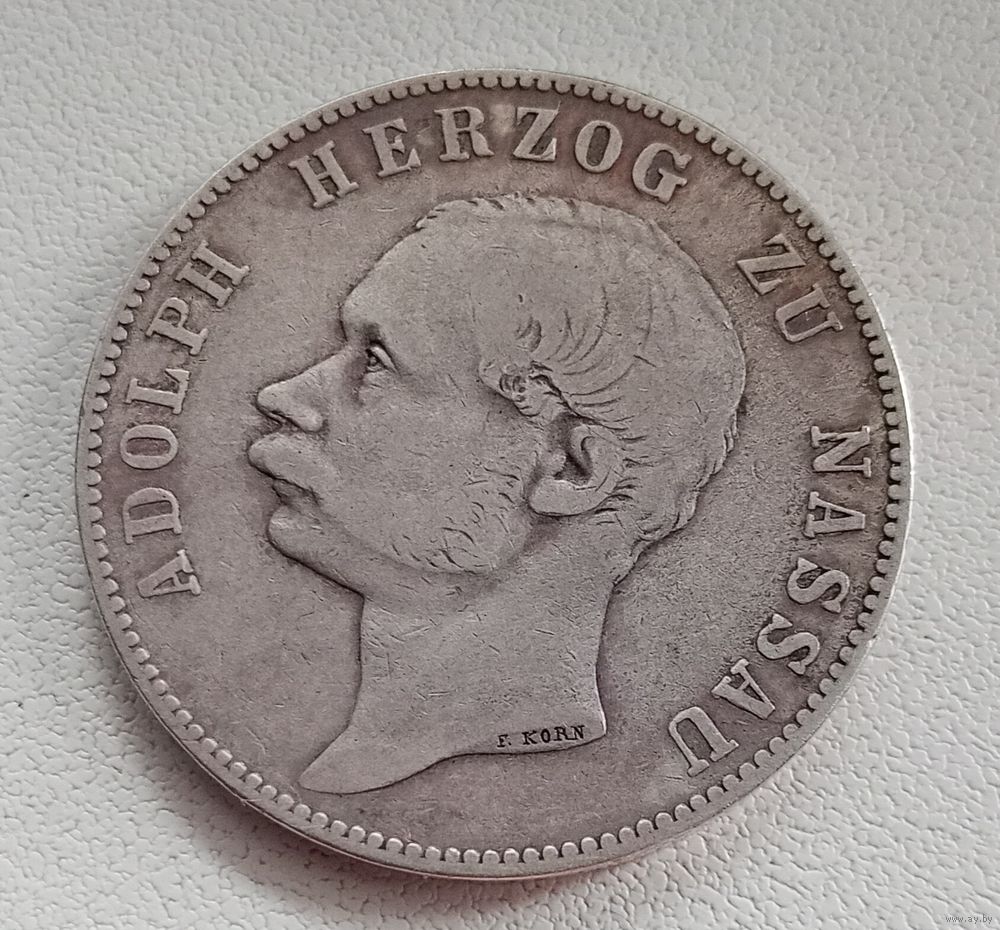 ADOLPH HERZOG ZU NASSAU
F. KORN
www.ay.by